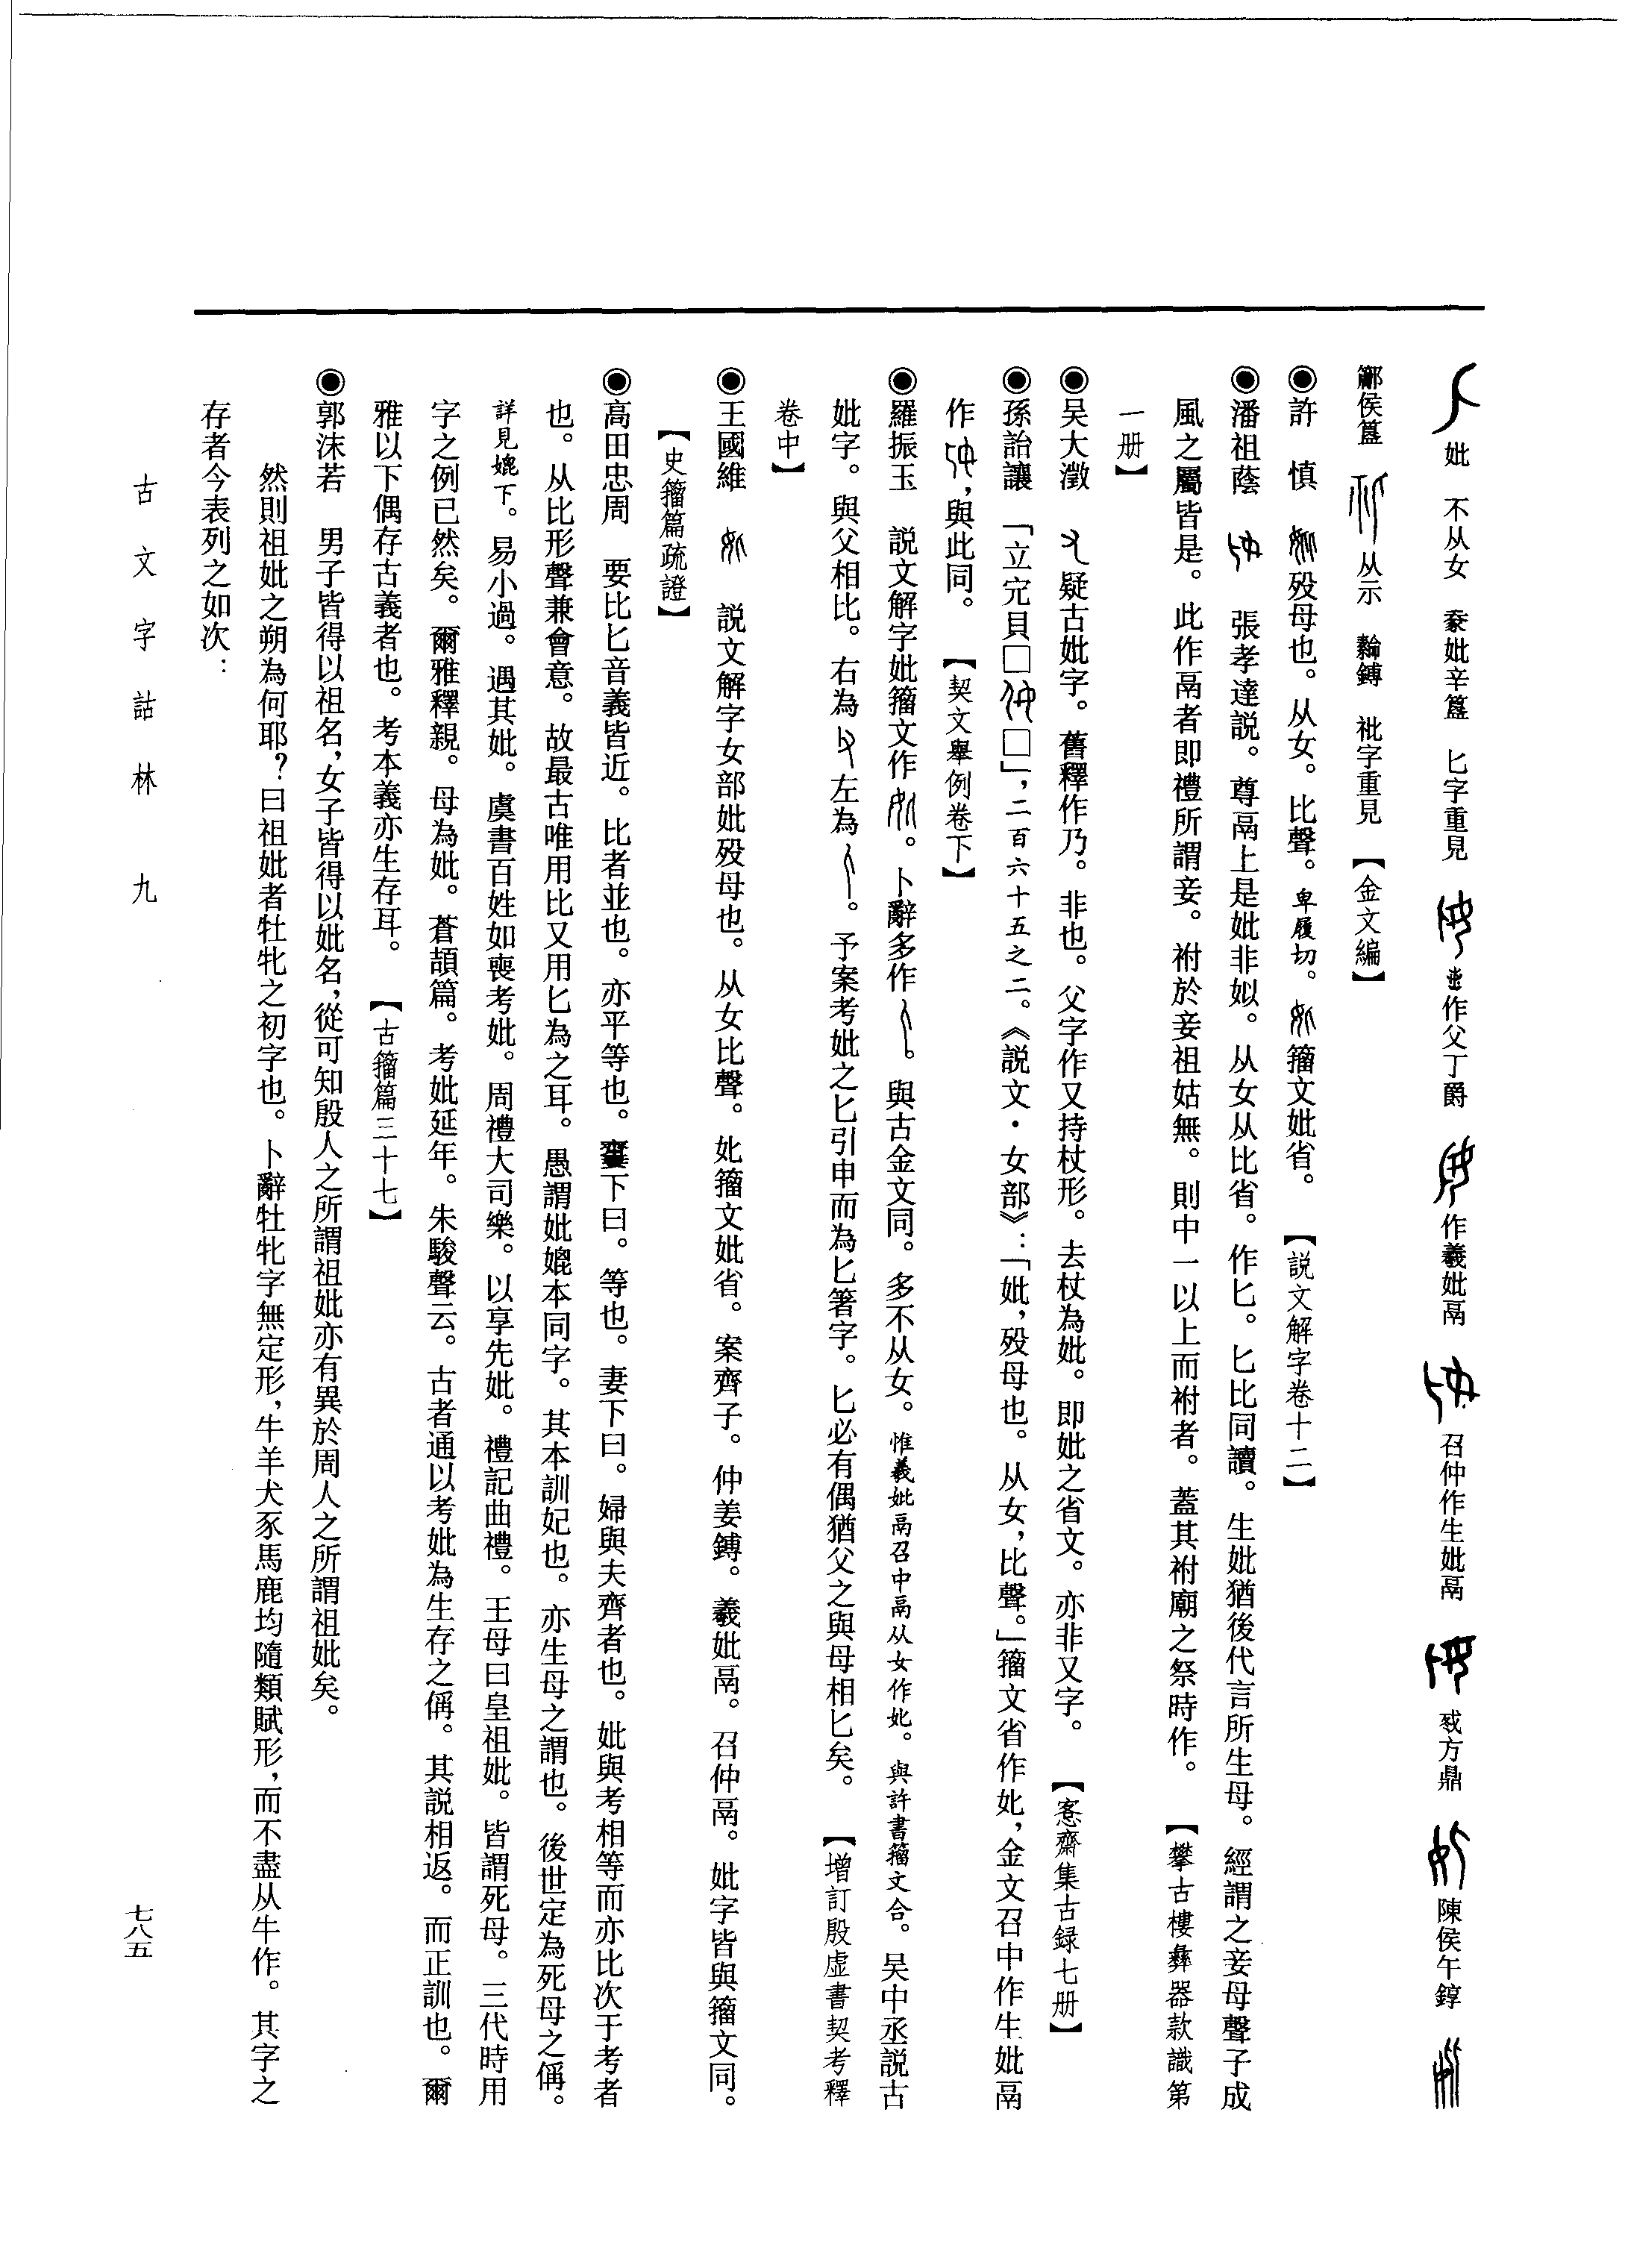 妣　不从女　妣辛簋　匕字重見　作父丁爵　作羲妣鬲　召仲作生妣鬲　𢦚方鼎　陳侯午錞
鄘侯簋　从示　𦅫鎛　祉字重見　【金文編】
◉許　慎　歿母也。从女。比聲。卑履切。籀文妣省。　【説文解字卷十二】
◉潘祖蔭　張孝達説。尊鬲上是妣非姒。从女从比省。作匕。匕比同讀。生妣猶後代言所生母。經謂之妾母聲子成
風之屬皆是。此作鬲者即禮所謂妾。祔於妾祖姑無。則中一以上而祔者。蓋其祔廟之祭時作。　【攀古樓彝器款識第
一册】
◉吴大澂　疑古妣字。舊釋作乃。非也。父字作又持杖形。去杖為妣。即妣之省文。亦非又字。　【愙齋集古録七册】
◉孫詒讓　「立宂貝□□」，二百六十五之二。《説文·女部》：「妣，歿母也。从女，比聲。」籀文省作妣，金文召中作生妣鬲
作，與此同。　【契文舉例卷下】
◉羅振玉　説文解字妣籀文作。卜辭多作。與古金文同。多不从女。惟羲妣鬲召中鬲从女作妣。與許書籀文合。吴中丞説古
妣字。與父相比。右為左為。予案考妣之匕引申而為匕箸字。匕必有偶猶父之與母相匕矣。　【增訂殷虚書契考釋
卷中】
◉王國維　説文解字女部妣歿母也。从女比聲。妣籀文妣省。案齊子。仲姜鎛。羲妣鬲。召仲鬲。妣字皆與籀文同。
【史籀篇疏證】
◉高田忠周　要比匕音義皆近。比者並也。亦平等也。下曰。等也。妻下曰。婦與夫齊者也。妣與考相等而亦比次于考者
也。从比形聲兼會意。故最古唯用比又用匕為之耳。愚謂妣媲本同字。其本訓妃也。亦生母之謂也。後世定為死母之偁。
詳見媲下。易小過。遇其妣。虞書百姓如喪考妣。周禮大司樂。以享先妣。禮記曲禮。王母曰皇祖妣。皆謂死母。三代時用
字之例已然矣。爾雅釋親。母為妣。蒼頡篇。考妣延年。朱駿聲云。古者通以考妣為生存之偁。其説相返。而正訓也。爾
雅以下偶存古義者也。考本義亦生存耳。　【古籀篇三十七】
◉郭沫若　男子皆得以祖名，女子皆得以妣名，從可知殷人之所謂祖妣亦有異於周人之所謂祖妣矣。
然則祖妣之朔為何耶？曰祖妣者牡牝之初字也。卜辭牡牝字無定形，牛羊犬豕馬鹿均隨類賦形，而不盡从牛作。其字之
存者今表列之如次：
古文字詁林　九
七八五